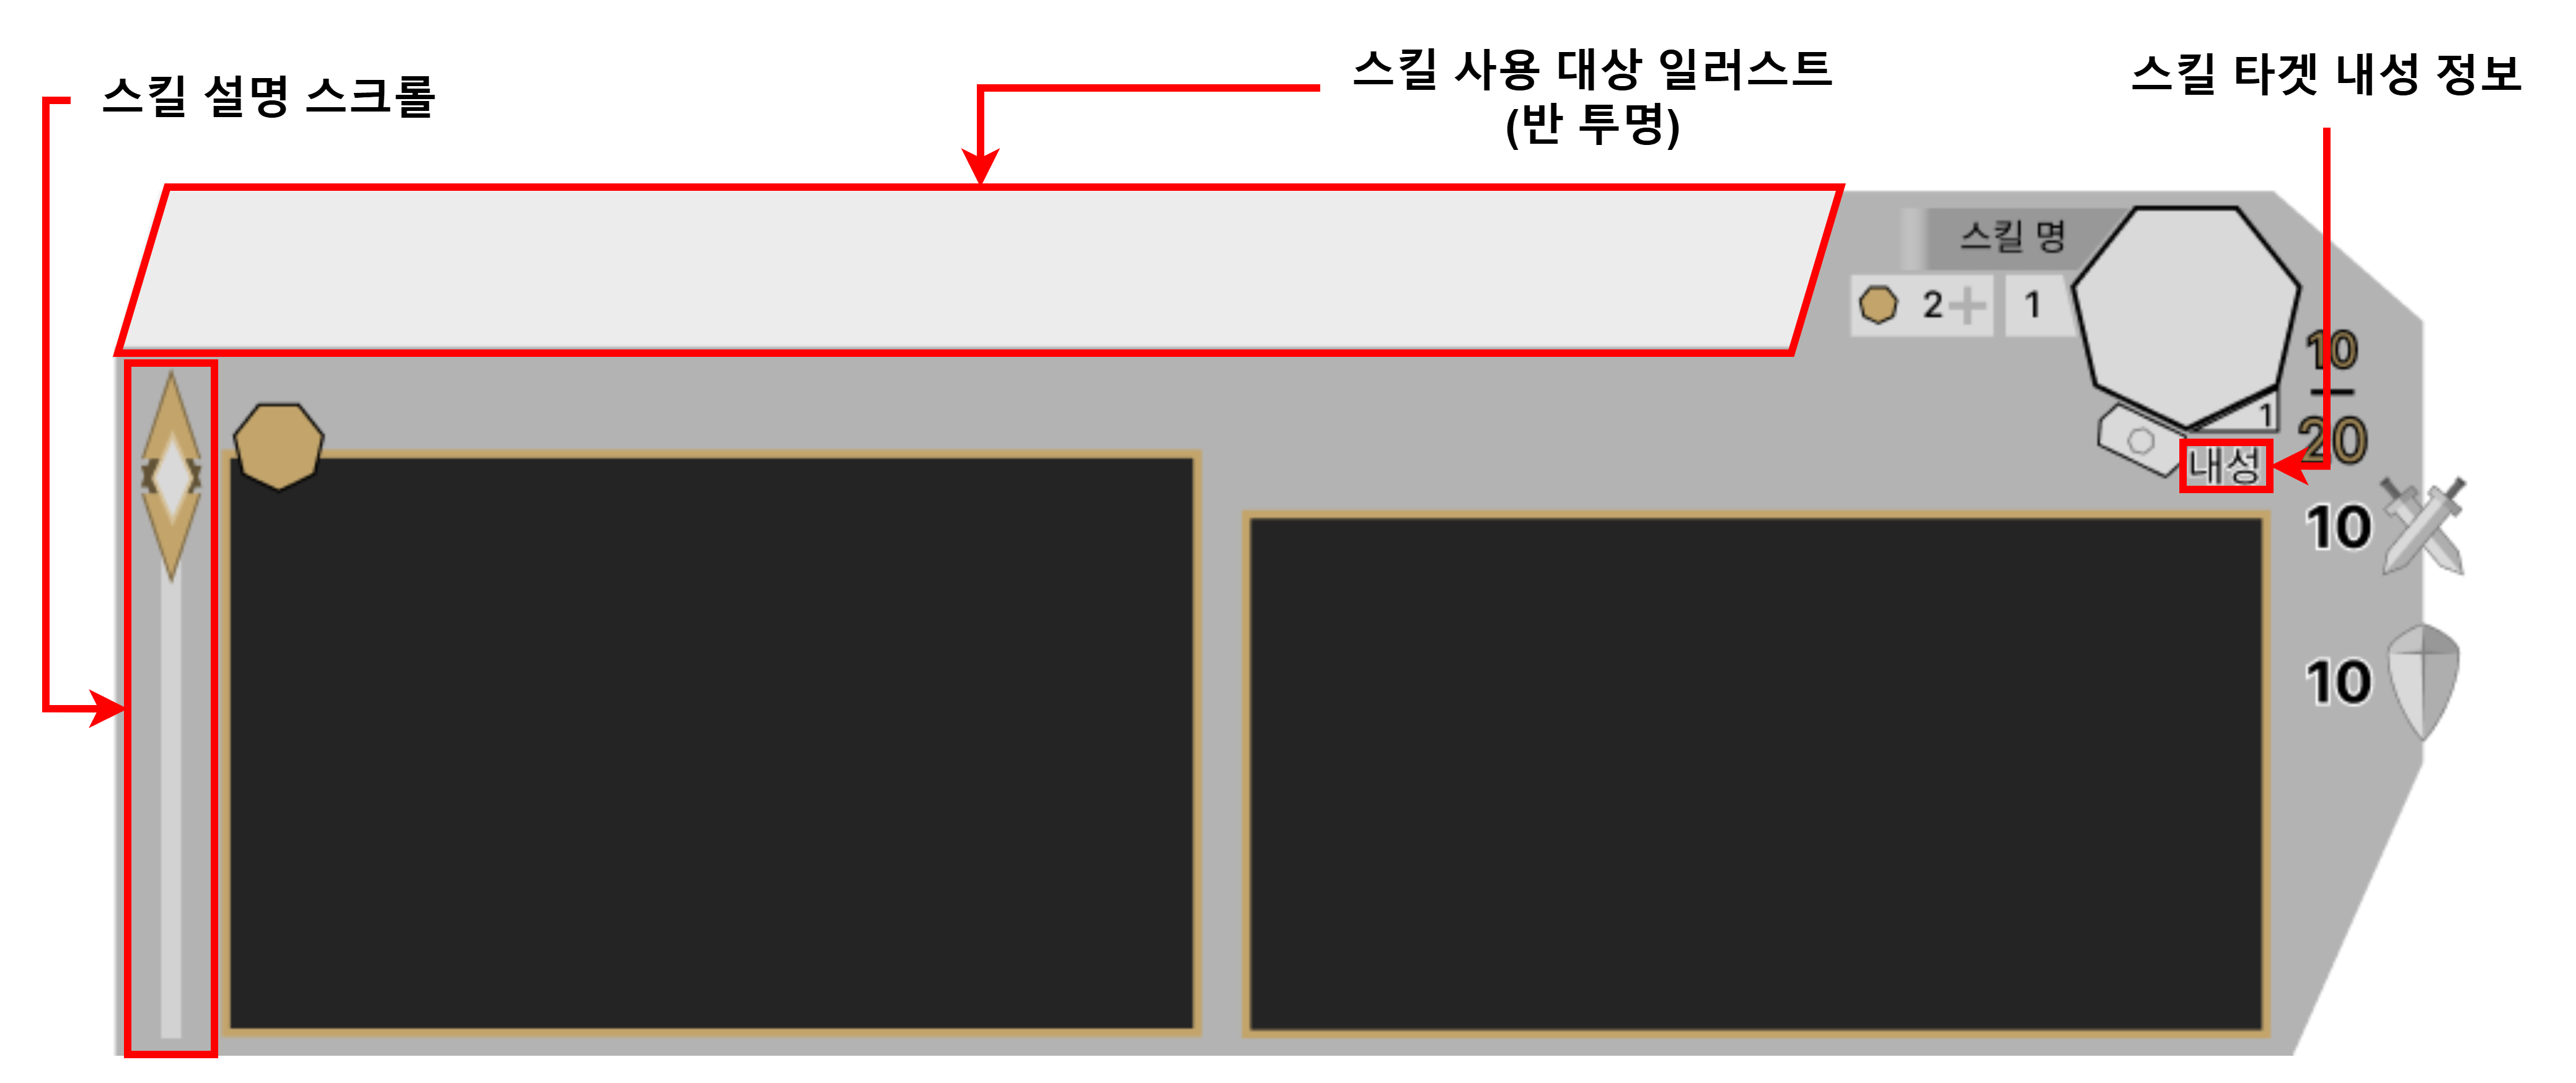 스킬 설명 스크롤
스킬 사용 대상 일러스트
(반 투명)
스킬 타겟 내성 정보
스킬 명
2+ 1
10
20
1
내성
10
10